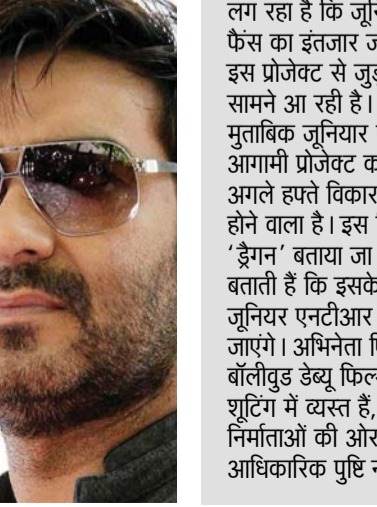 लग रहा है कि जूनि
फैंस का इंतजार ज
इस प्रोजेक्ट से जुड़
सामने आ रही है।
मुताबिक जूनियार
आगामी प्रोजेक्ट क
अगले हफ्ते विकार
होने वाला है। इस
‘ड्रैगन’ बताया जा
बताती हैं कि इसके
जूनियर एनटीआर
जाएंगे। अभिनेता फि
बॉलीवुड डेब्यू फिल
शूटिंग में व्यस्त हैं,
निर्माताओं की ओर
आधिकारिक पुष्टि न